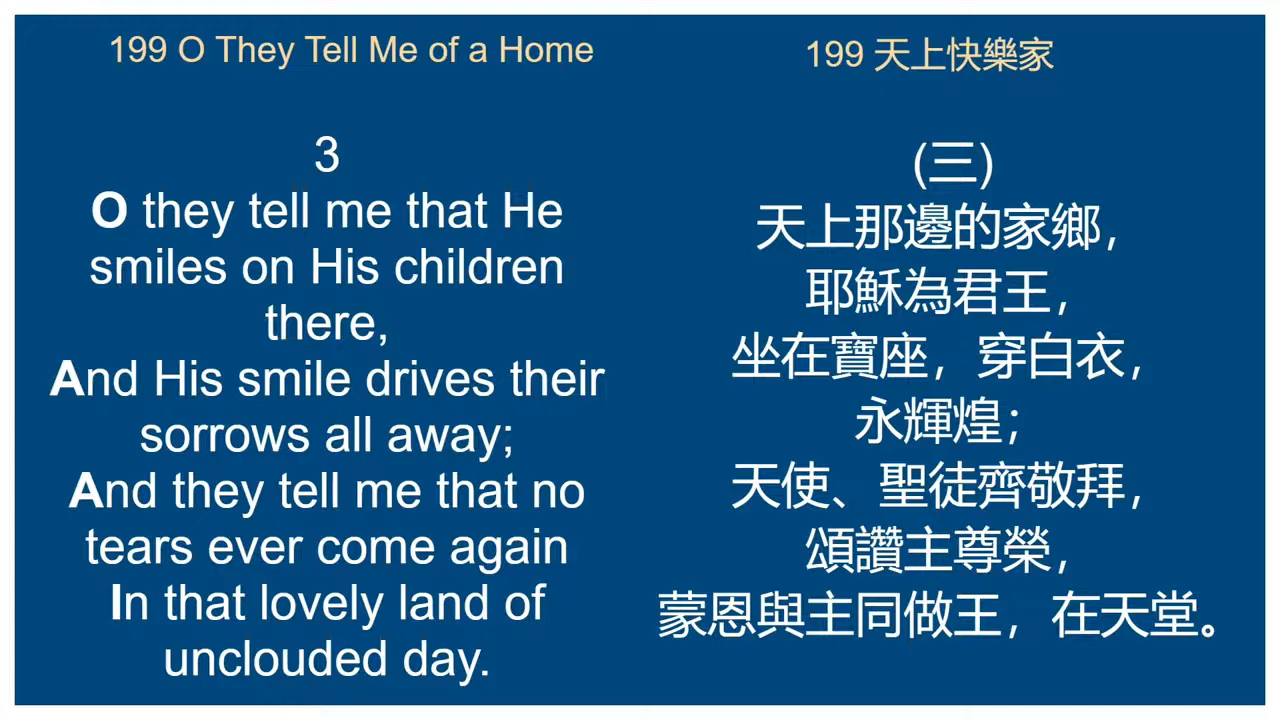 199 O They Tell Me of a Home
3
O they tell me that He
smiles on His children
there,
And His smile drives their
sorrows all away;
And they tell me that no
tears ever come again
In that lovely land of
unclouded day.
199 天上快樂家
(三)
天上那邊的家鄉，
耶穌為君王，
坐在寶座，穿白衣，
永輝煌；
天使、聖徒齊敬拜，
頌讚主尊榮，
蒙恩與主同做王，在天堂。